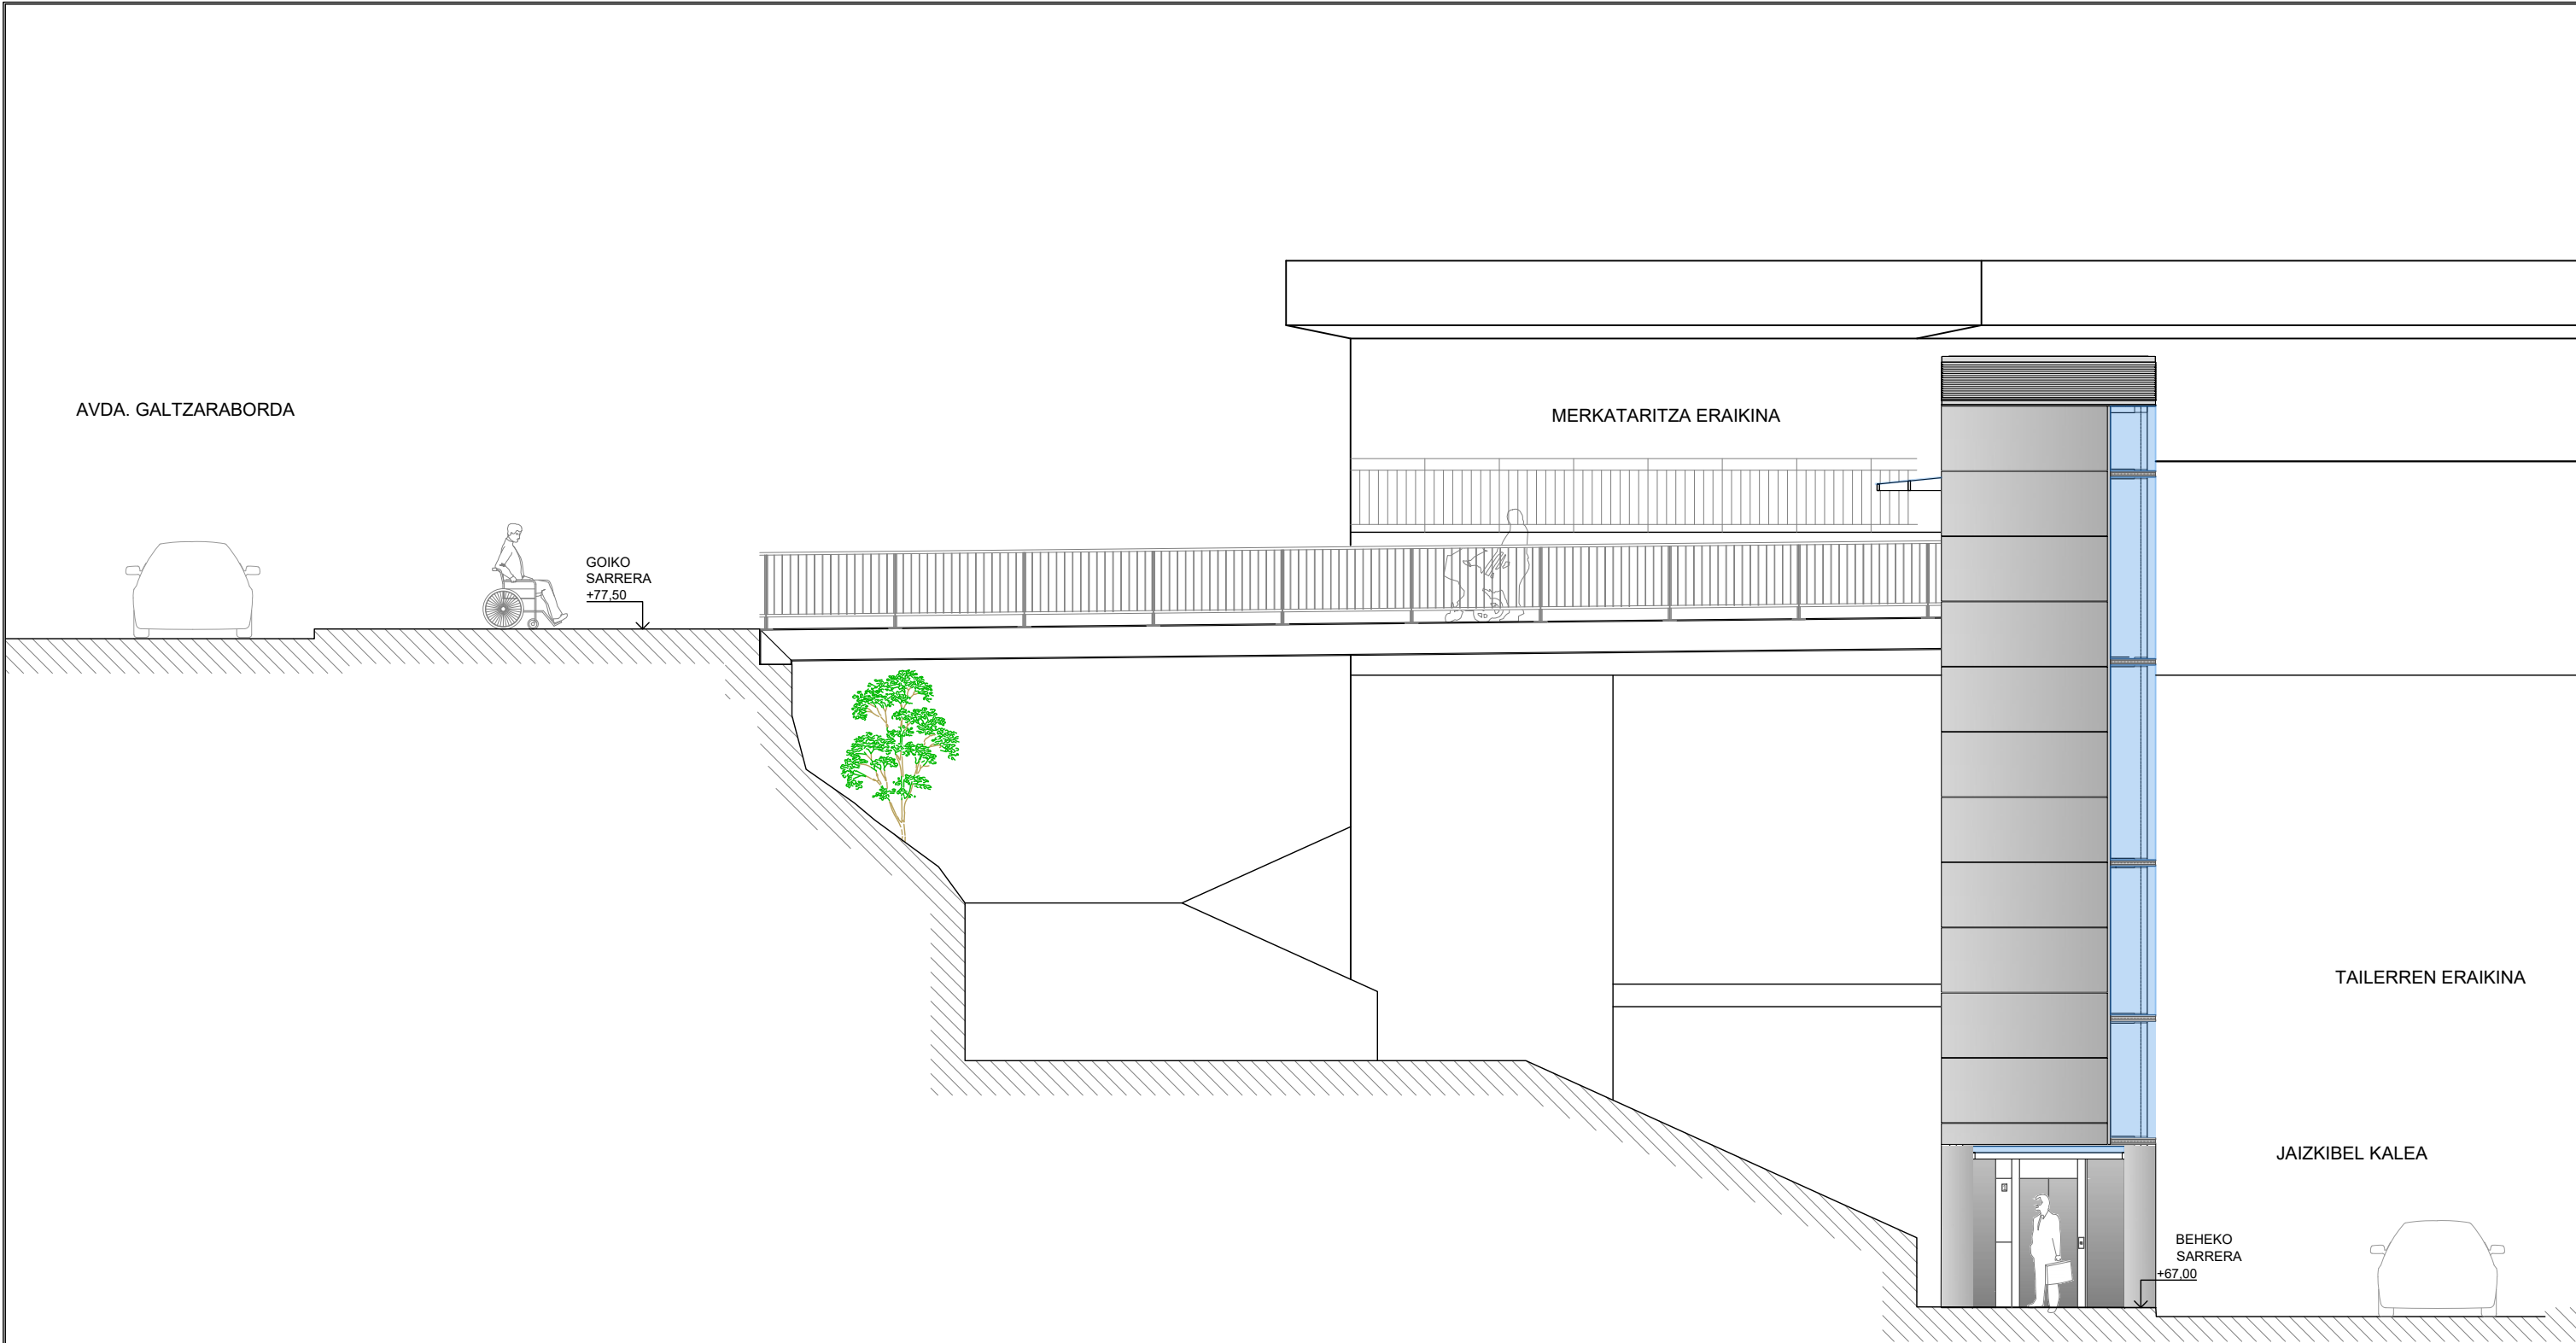 AVDA. GALTZARABORDA
MERKATARITZA ERAIKINA
GOIKO
SARRERA
+77,50
TAILERREN ERAIKINA
JAIZKIBEL KALEA
BEHEKO
SARRERA
+67,00